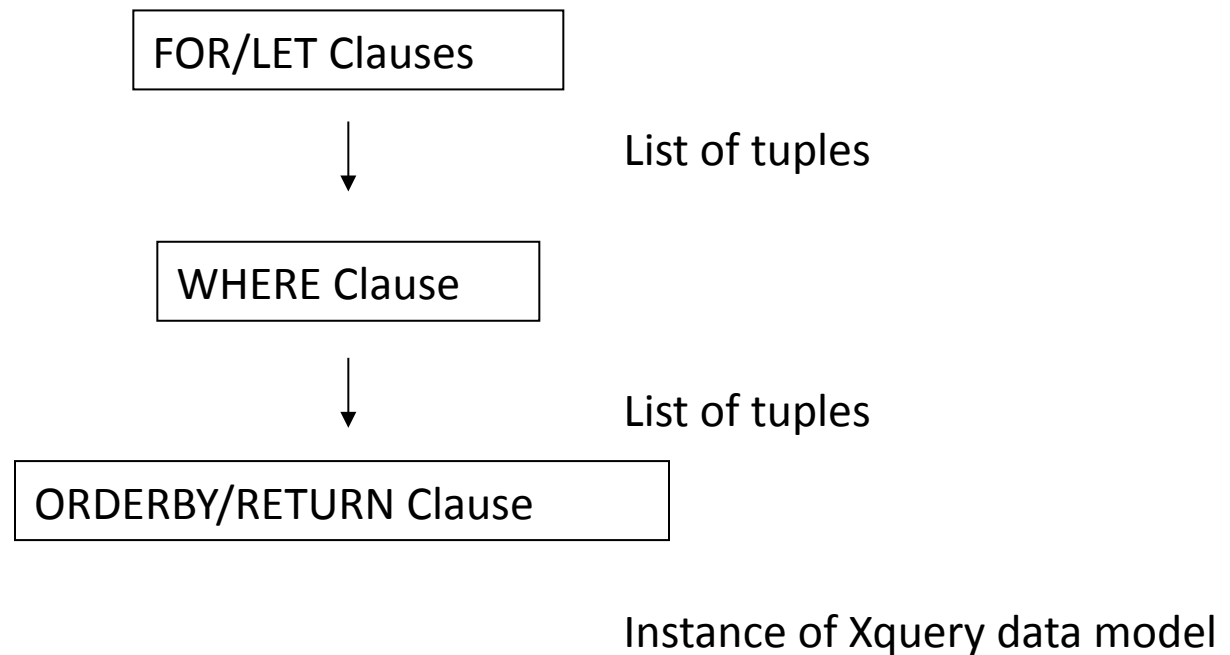 FOR/LET Clauses
List of tuples
WHERE Clause
List of tuples
ORDERBY/RETURN Clause
Instance of Xquery data model